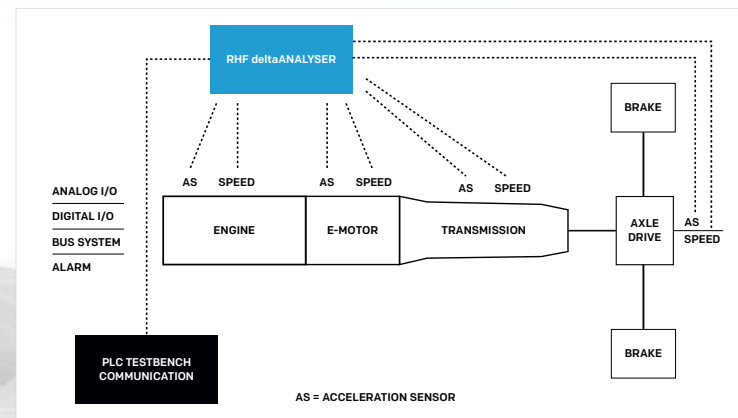 RHF deltaANALYSER
BRAKE
AS
SPEED
AS
SPEED
AS
SPEED
ANALOG I/O
DIGITAL I/O
BUS SYSTEM
ALARM
ENGINE
E-MOTOR
TRANSMISSION
AXLE
DRIVE
AS
SPEED
PLC TESTBENCH
COMMUNICATION
BRAKE
AS = ACCELERATION SENSOR